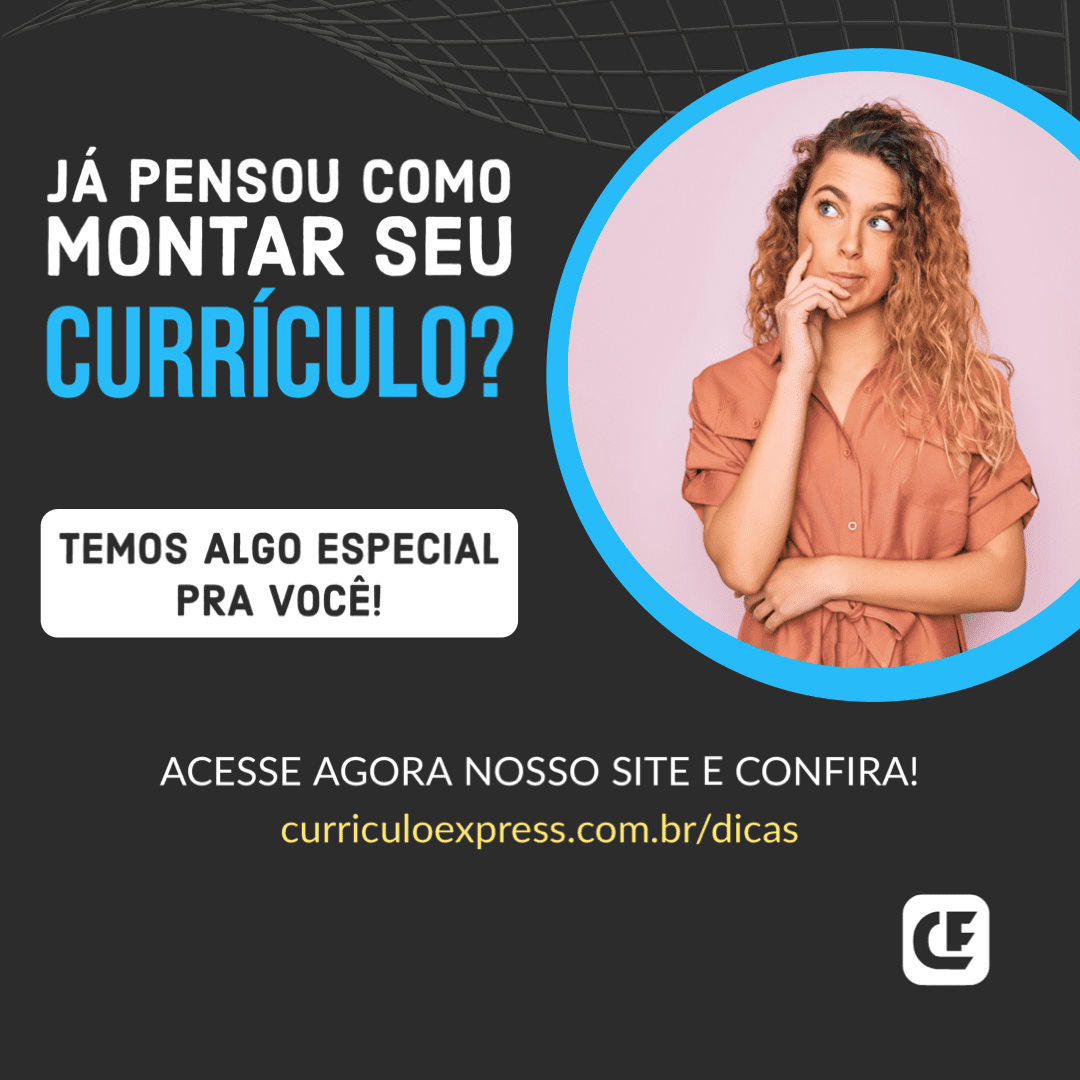 JÁ PENSOU COMO
MONTAR SEU
CURRÍCULO?
TEMOS ALGO ESPECIAL
PRA VOCÊ!
ACESSE AGORA NOSSO SITE E CONFIRA!
curriculoexpress.com.br/dicas